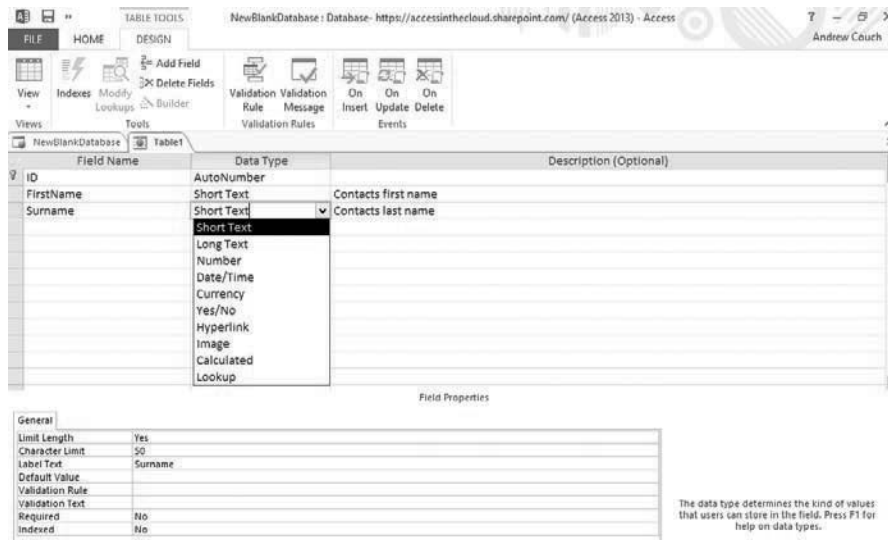 TABLE TOOLS
NewBlankDatabase : Database- https://accessinthecloud.sharepoint.com/ (Access 2013) - Access
?
FILE HOME DESIGN
Andrew Couch
View
Indexes
Modify Lookups
Add Field
Delete Fields
Builder
Validation Rule
Validation Message
On Insert
On Update
On Delete
Views Tools Validation Rules Events
NewBlankDatabase Table1
Field Name Data Type Description (Optional)
ID AutoNumber
FirstName Short Text Contacts first name
Surname Short Text Contacts last name
Short Text
Long Text
Number
Date/Time
Currency
Yes/No
Hyperlink
Image
Calculated
Lookup
Field Properties
General
Limit Length Yes
Character Limit 50
Label Text Surname
Default Value
Validation Rule
Validation Text
Required No
Indexed No
The data type determines the kind of values
that users can store in the field. Press F1 for
help on data types.